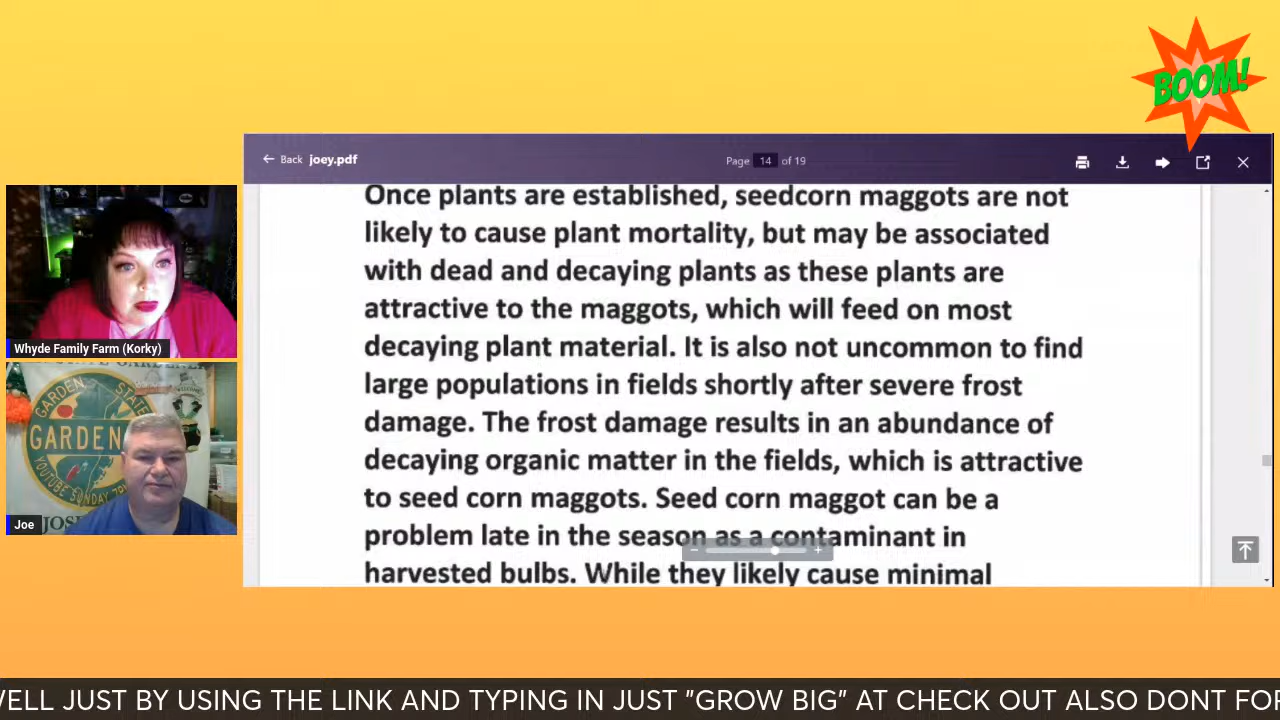 BOOM!
Back joey.pdf
Page 14 of 19
Once plants are established, seedcorn maggots are not
likely to cause plant mortality, but may be associated
with dead and decaying plants as these plants are
attractive to the maggots, which will feed on most
decaying plant material. It is also not uncommon to find
large populations in fields shortly after severe frost
damage. The frost damage results in an abundance of
decaying organic matter in the fields, which is attractive
to seed corn maggots. Seed corn maggot can be a
problem late in the season as a contaminant in
harvested bulbs. While they likely cause minimal
Whyde Family Farm (Korky)
GARDEN STATE
GARDEN
YOUTUBE SUNDAY 7
JOS
Joe
WELL JUST BY USING THE LINK AND TYPING IN JUST "GROW BIG" AT CHECK OUT ALSO DONT FOR